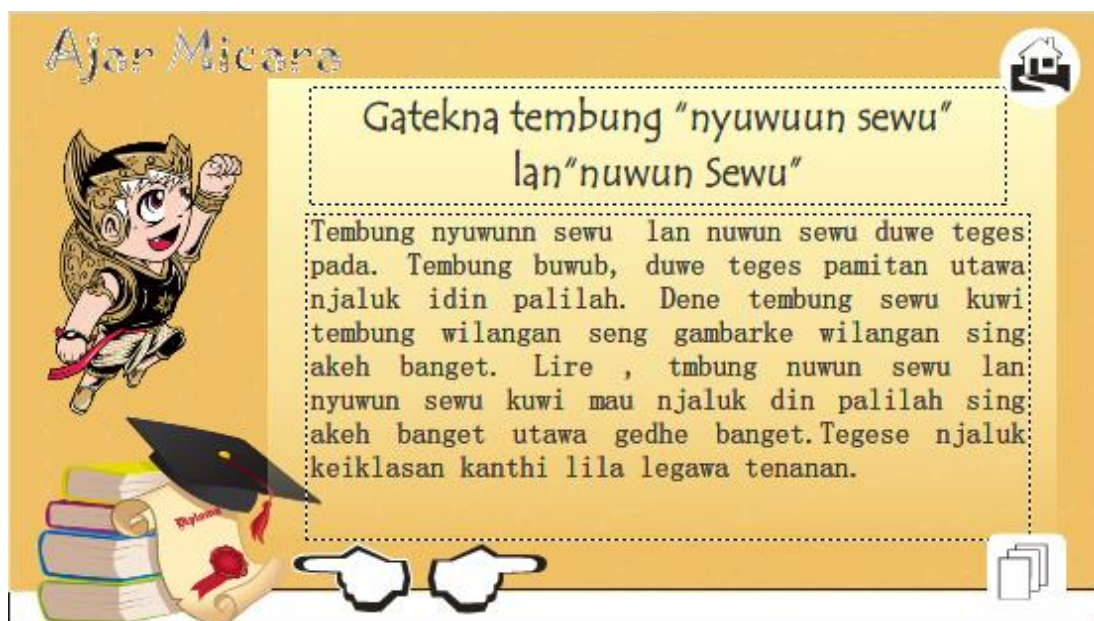 Ajar Micara
Gatekna tembung “nyuwuun sewu”
lan“nuwun Sewu”
Tembung nyuwunn sewu lan nuwun sewu duwe teges
pada. Tembung buwub, duwe teges pamitan utawa
njaluk idin palilah. Dene tembung sewu kuwi
tembung wilangan seng gambarke wilangan sing
akeh banget. Lire , tmbung nuwun sewu lan
nyuwun sewu kuwi mau njaluk din palilah sing
akeh banget utawa gedhe banget.Tegese njaluk
keiklasan kanthi lila legawa tenanan.
Diploma